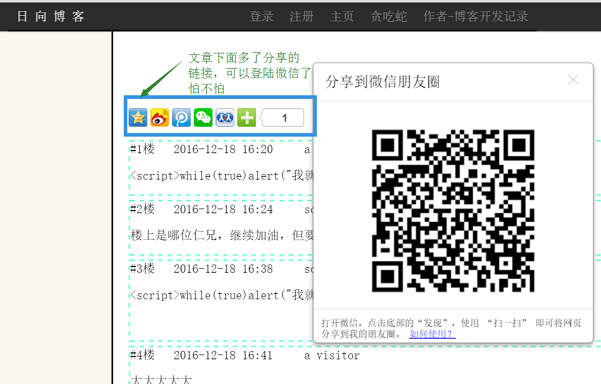 日向博客
登录 注册 主页 贪吃蛇 作者-博客开发记录
文章下面多了分享的
链接，可以登陆微信了
怕不怕
1
分享到微信朋友圈
打开微信，点击底部的“发现”，使用 “扫一扫” 即可将网页
分享到我的朋友圈。 如何使用?
#1楼 2016-12-18 16:20 a
<script>while(true)alert("我就
#2楼 2016-12-18 16:24 so
楼上是哪位仁兄，继续加油，但要
#3楼 2016-12-18 16:38 so
<script>while(true)alert("我就
#4楼 2016-12-18 16:41 a visitor
大大大大大